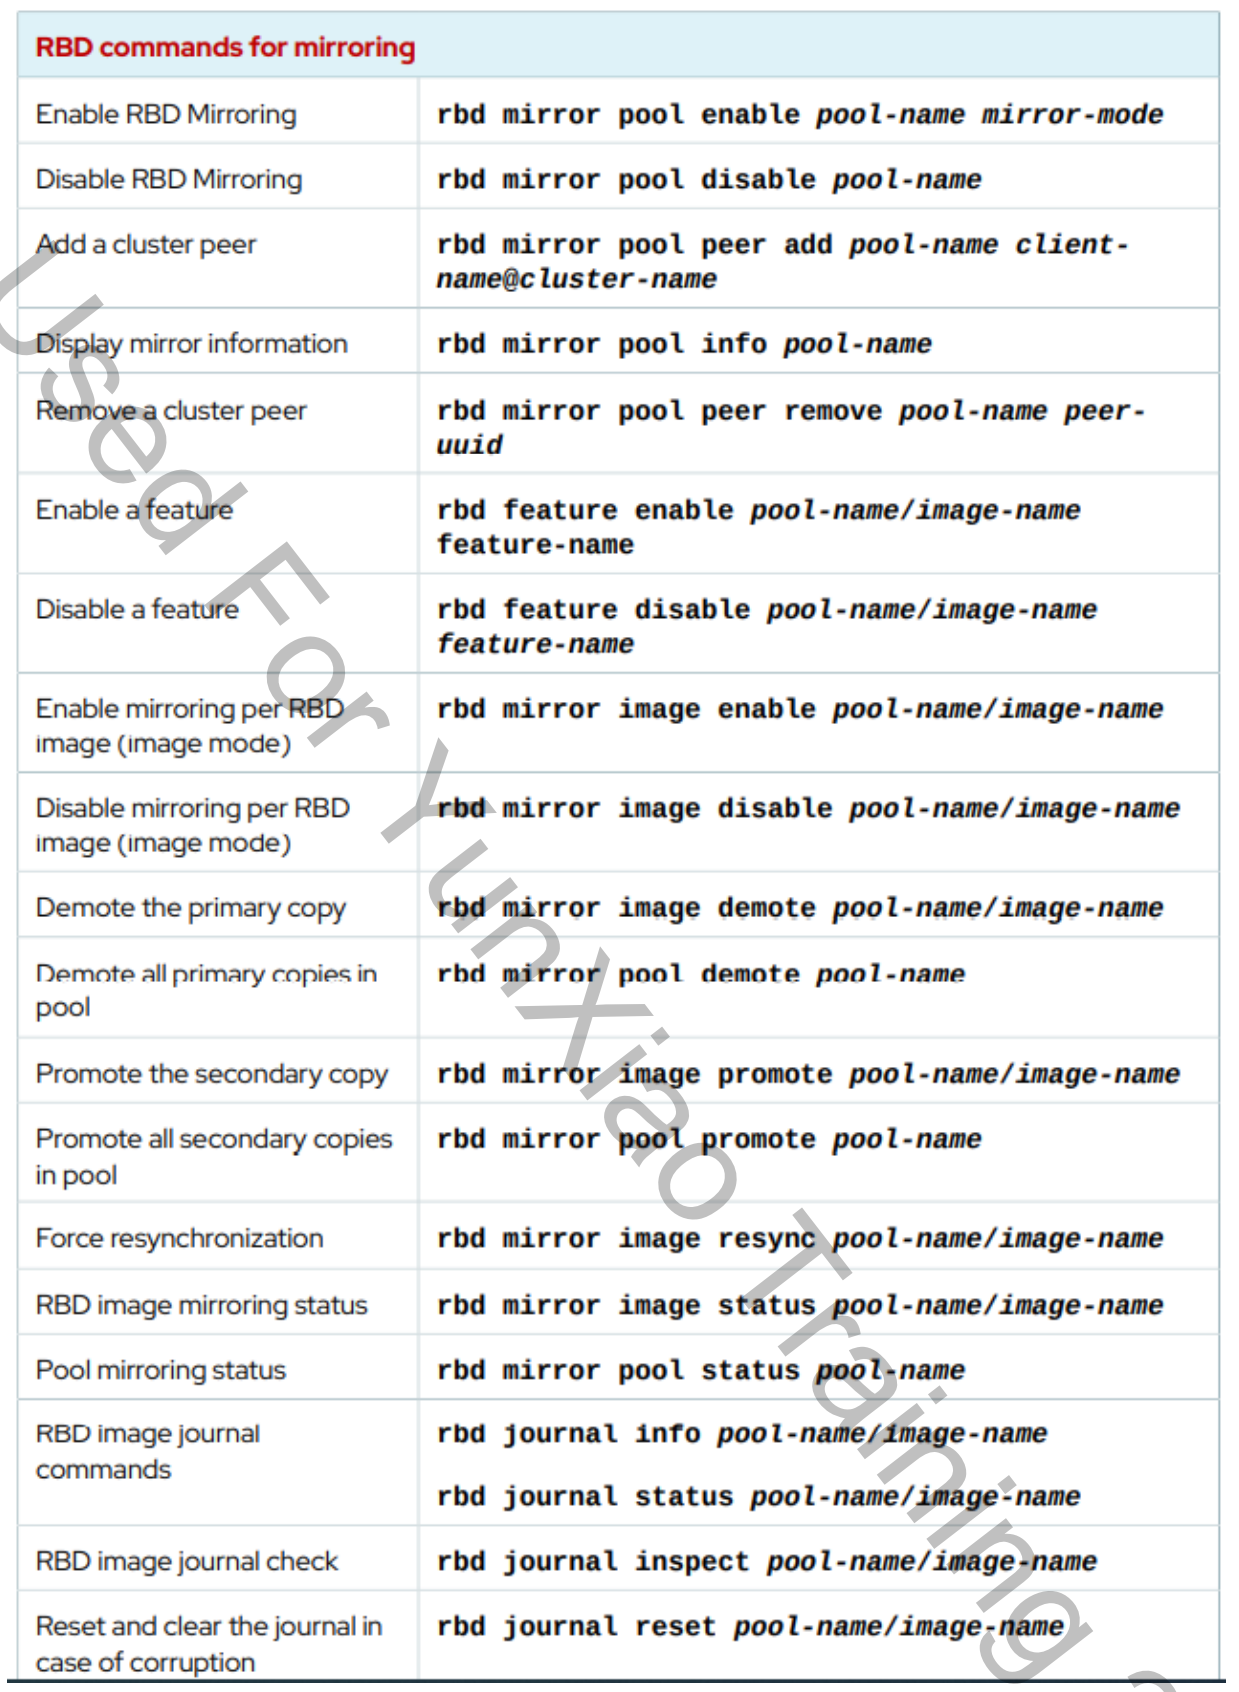 RBD commands for mirroring
Enable RBD Mirroring
rbd mirror pool enable pool-name mirror-mode
Disable RBD Mirroring
rbd mirror pool disable pool-name
Add a cluster peer
rbd mirror pool peer add pool-name client-
name@cluster-name
Display mirror information
rbd mirror pool info pool-name
Remove a cluster peer
rbd mirror pool peer remove pool-name peer-
uuid
Enable a feature
rbd feature enable pool-name/image-name
feature-name
Disable a feature
rbd feature disable pool-name/image-name
feature-name
Enable mirroring per RBD
image (image mode)
rbd mirror image enable pool-name/image-name
Disable mirroring per RBD
image (image mode)
rbd mirror image disable pool-name/image-name
Demote the primary copy
rbd mirror image demote pool-name/image-name
Demote all primary copies in
pool
rbd mirror pool demote pool-name
Promote the secondary copy
rbd mirror image promote pool-name/image-name
Promote all secondary copies
in pool
rbd mirror pool promote pool-name
Force resynchronization
rbd mirror image resync pool-name/image-name
RBD image mirroring status
rbd mirror image status pool-name/image-name
Pool mirroring status
rbd mirror pool status pool-name
RBD image journal
commands
rbd journal info pool-name/image-name
rbd journal status pool-name/image-name
RBD image journal check
rbd journal inspect pool-name/image-name
Reset and clear the journal in
case of corruption
rbd journal reset pool-name/image-name
Used For YunXiao Training